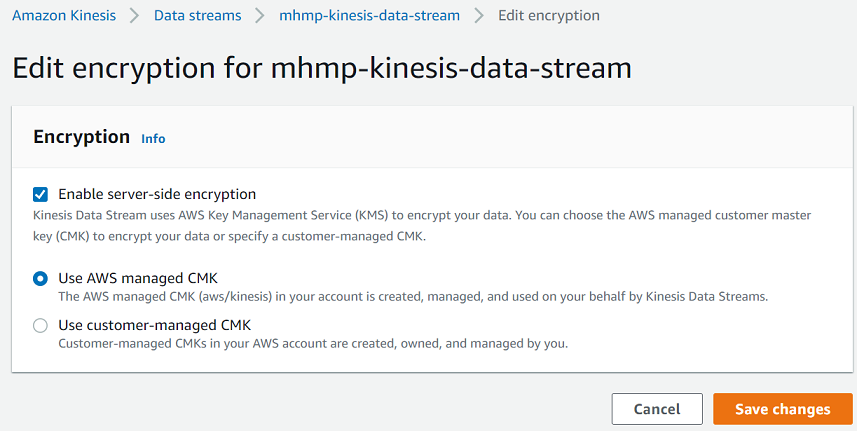 Amazon Kinesis > Data streams > mhmp-kinesis-data-stream > Edit encryption
Edit encryption for mhmp-kinesis-data-stream
Encryption Info
Enable server-side encryption
Kinesis Data Stream uses AWS Key Management Service (KMS) to encrypt your data. You can choose the AWS managed customer master
key (CMK) to encrypt your data or specify a customer-managed CMK.
Use AWS managed CMK
The AWS managed CMK (aws/kinesis) in your account is created, managed, and used on your behalf by Kinesis Data Streams.
Use customer-managed CMK
Customer-managed CMKs in your AWS account are created, owned, and managed by you.
Cancel Save changes